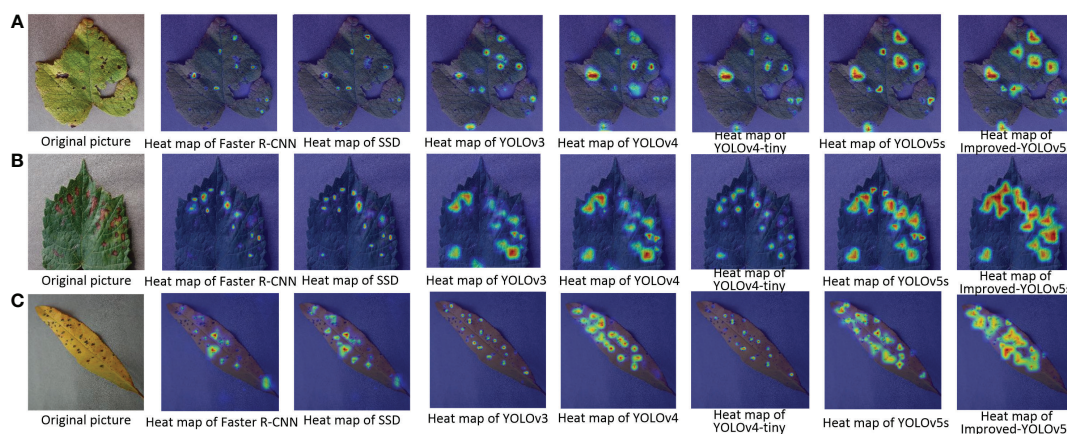 A
Original picture
Heat map of Faster R-CNN
Heat map of SSD
Heat map of YOLOv3
Heat map of YOLOv4
Heat map of
YOLOv4-tiny
Heat map of YOLOv5s
Heat map of
Improved-YOLOv5
B
Original picture
Heat map of Faster R-CNN
Heat map of SSD
Heat map of YOLOv3
Heat map of YOLOv4
Heat map of
YOLOv4-tiny
Heat map of YOLOv5s
Heat map of
Improved-YOLOv5s
C
Original picture
Heat map of Faster R-CNN
Heat map of SSD
Heat map of YOLOv3
Heat map of YOLOv4
Heat map of
YOLOv4-tiny
Heat map of YOLOv5s
Heat map of
Improved-YOLOv5